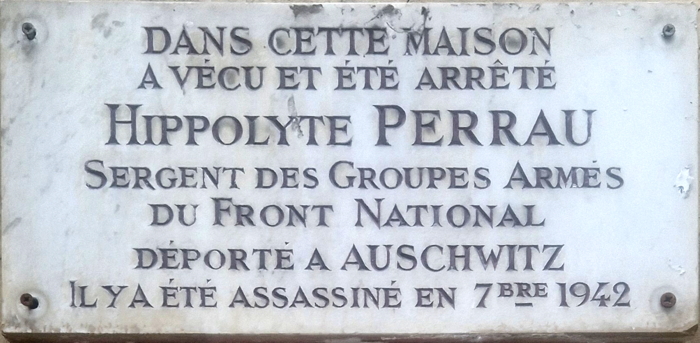 DANS CETTE MAISON
A VÉCU ET ÉTÉ ARRÊTÉ
HIPPOLYTE PERRAU
SERGENT DES GROUPES ARMÉS
DU FRONT NATIONAL
DÉPORTÉ A AUSCHWITZ
IL Y A ÉTÉ ASSASSINÉ EN 7BRE 1942